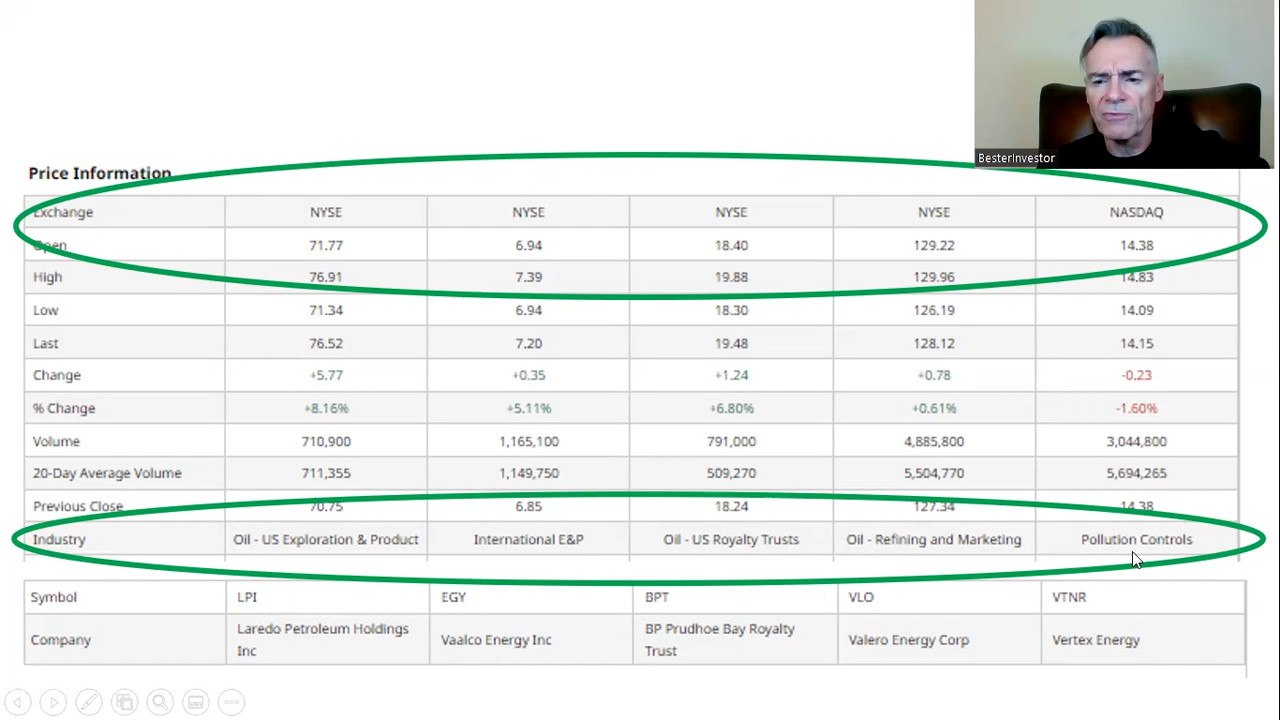 BesterInvestor
Price Information
Exchange NYSE NYSE NYSE NYSE NASDAQ
Open 71.77 6.94 18.40 129.22 14.38
High 76.91 7.39 19.88 129.96 14.83
Low 71.34 6.94 18.30 126.19 14.09
Last 76.52 7.20 19.48 128.12 14.15
Change +5.77 +0.35 +1.24 +0.78 -0.23
% Change +8.16% +5.11% +6.80% +0.61% -1.60%
Volume 710,900 1,165,100 791,000 4,885,800 3,044,800
20-Day Average Volume 711,355 1,149,750 509,270 5,504,770 5,694,265
Previous Close 70.75 6.85 18.24 127.34 14.38
Industry Oil - US Exploration & Product International E&P Oil - US Royalty Trusts Oil - Refining and Marketing Pollution Controls
Symbol LPI EGY BPT VLO VTNR
Company Laredo Petroleum Holdings Inc Vaalco Energy Inc BP Prudhoe Bay Royalty Trust Valero Energy Corp Vertex Energy